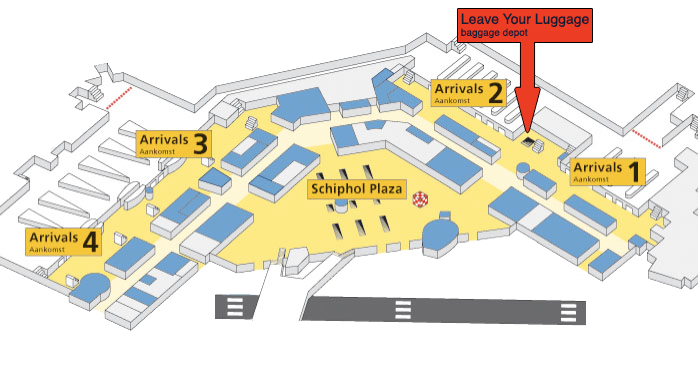 Leave Your Luggage
baggage depot
Arrivals 2
Aankomst
Arrivals 3
Aankomst
Arrivals 1
Aankomst
Schiphol Plaza
Arrivals 4
Aankomst